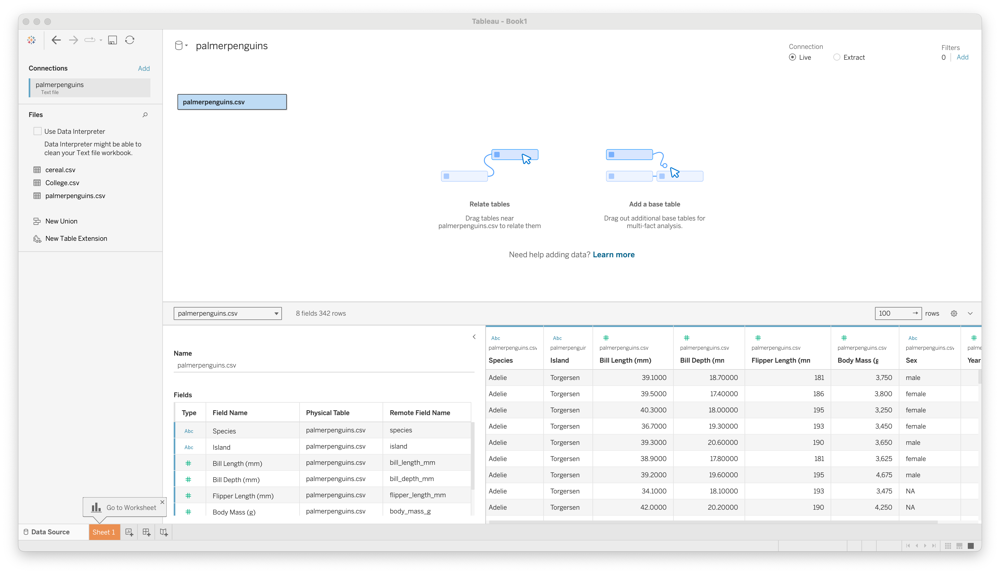 Tableau - Book1
palmerpenguins
Connection
Live
Extract
Filters
0
Add
Connections
Add
palmerpenguins
Text file
palmerpenguins.csv
Files
Use Data Interpreter
Data Interpreter might be able to
clean your Text file workbook.
cereal.csv
College.csv
palmerpenguins.csv
New Union
New Table Extension
Relate tables
Drag tables near
palmerpenguins.csv to relate them
Add a base table
Drag out additional base tables for
multi-fact analysis.
Need help adding data? Learn more
palmerpenguins.csv
8 fields 342 rows
100
rows
Name
palmerpenguins.csv
Fields
Type Field Name Physical Table Remote Field Name
Abc Species palmerpenguins.csv species
Abc Island palmerpenguins.csv island
# Bill Length (mm) palmerpenguins.csv bill_length_mm
# Bill Depth (mm) palmerpenguins.csv bill_depth_mm
# Flipper Length (mm) palmerpenguins.csv flipper_length_mm
# Body Mass (g) palmerpenguins.csv body_mass_g
Abc Abc # # # # Abc #
palmerpenguins.csv palmerpenguir palmerpenguins.csv palmerpenguins.csv palmerpenguins.csv palmerpenguins.csv palmerpenguins.csv palme
Species Island Bill Length (mm) Bill Depth (mn Flipper Length (mn Body Mass (g Sex Year
Adelie Torgersen 39.1000 18.70000 181 3,750 male
Adelie Torgersen 39.5000 17.40000 186 3,800 female
Adelie Torgersen 40.3000 18.00000 195 3,250 female
Adelie Torgersen 36.7000 19.30000 193 3,450 female
Adelie Torgersen 39.3000 20.60000 190 3,650 male
Adelie Torgersen 38.9000 17.80000 181 3,625 female
Adelie Torgersen 39.2000 19.60000 195 4,675 male
Adelie Torgersen 34.1000 18.10000 193 3,475 NA
Adelie Torgersen 42.0000 20.20000 190 4,250 NA
Go to Worksheet
Data Source
Sheet 1